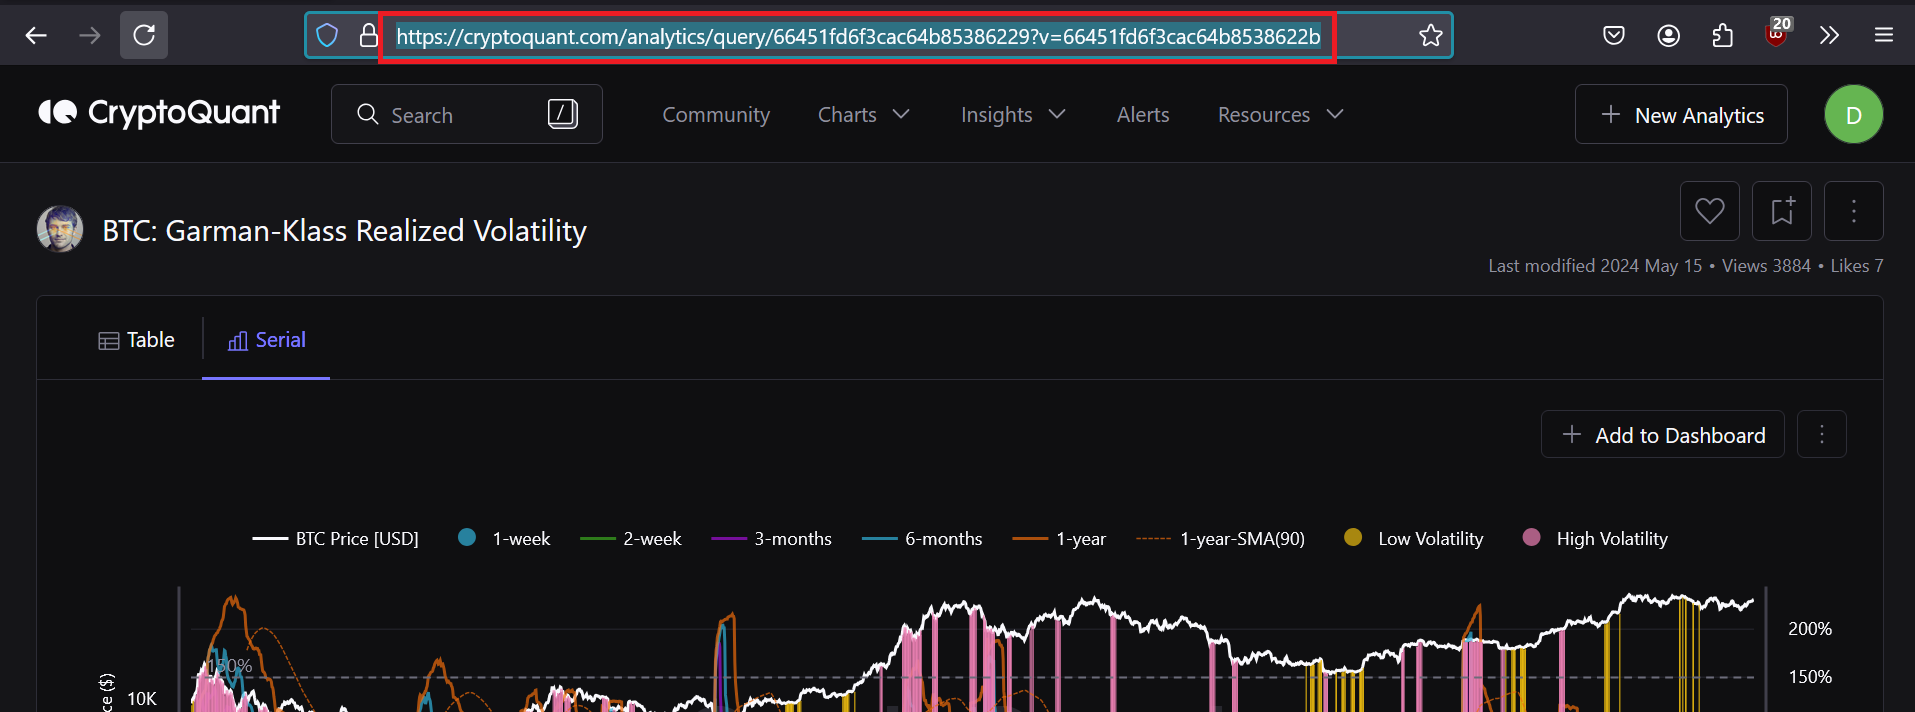 20
https://cryptoquant.com/analytics/query/66451fd6f3cac64b85386229?v=66451fd6f3cac64b8538622b
CryptoQuant
Search /
Community
Charts
Insights
Alerts
Resources
+ New Analytics
D
BTC: Garman-Klass Realized Volatility
Last modified 2024 May 15 • Views 3884 • Likes 7
Table
Serial
+ Add to Dashboard
BTC Price [USD] 1-week 2-week 3-months 6-months 1-year 1-year-SMA(90) Low Volatility High Volatility
200%
150%
150%
10K
ce ($)